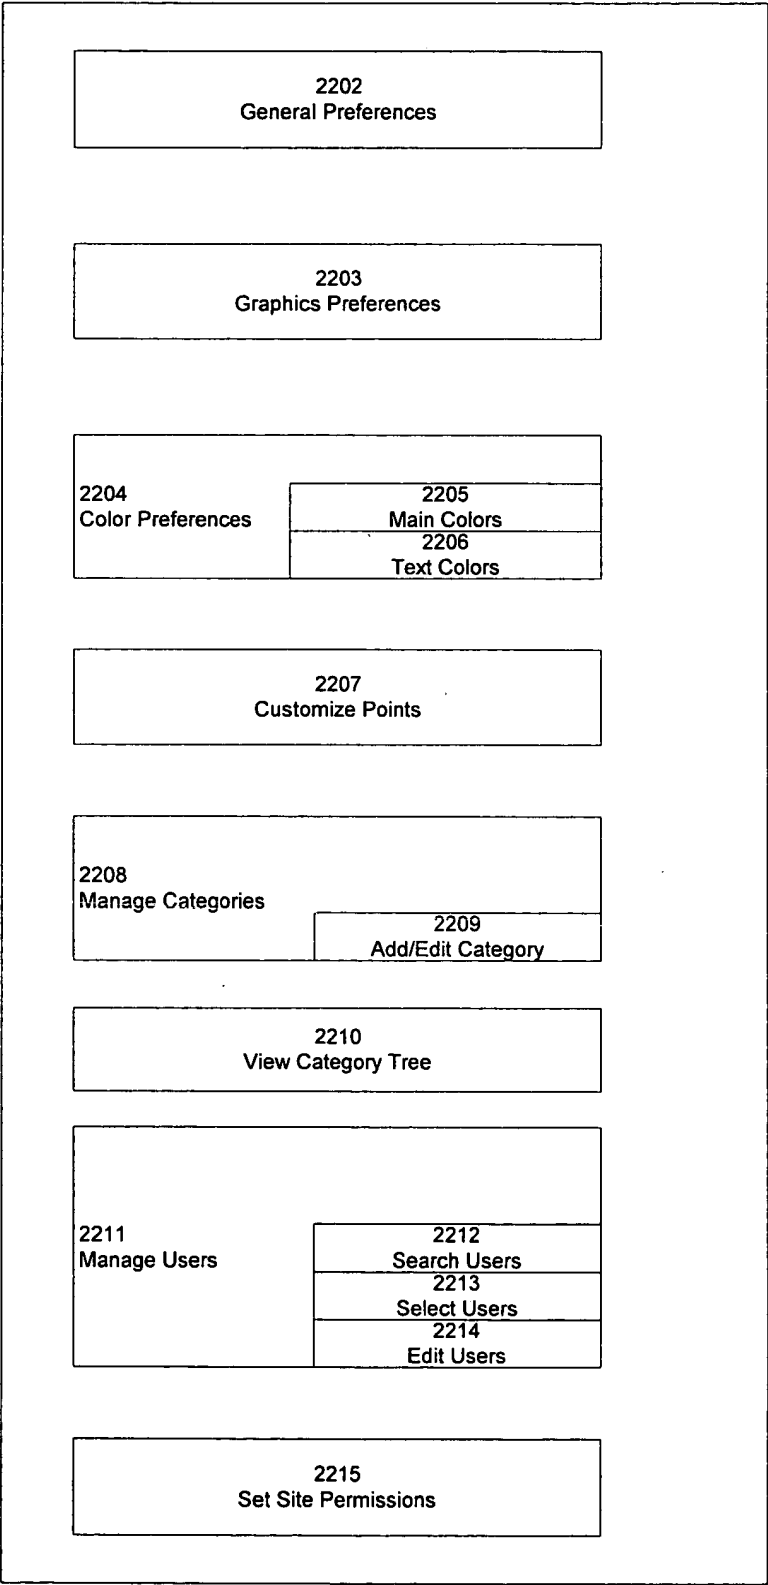 2202
General Preferences
2203
Graphics Preferences
2204
Color Preferences
2205
Main Colors
2206
Text Colors
2207
Customize Points
2208
Manage Categories
2209
Add/Edit Category
2210
View Category Tree
2211
Manage Users
2212
Search Users
2213
Select Users
2214
Edit Users
2215
Set Site Permissions